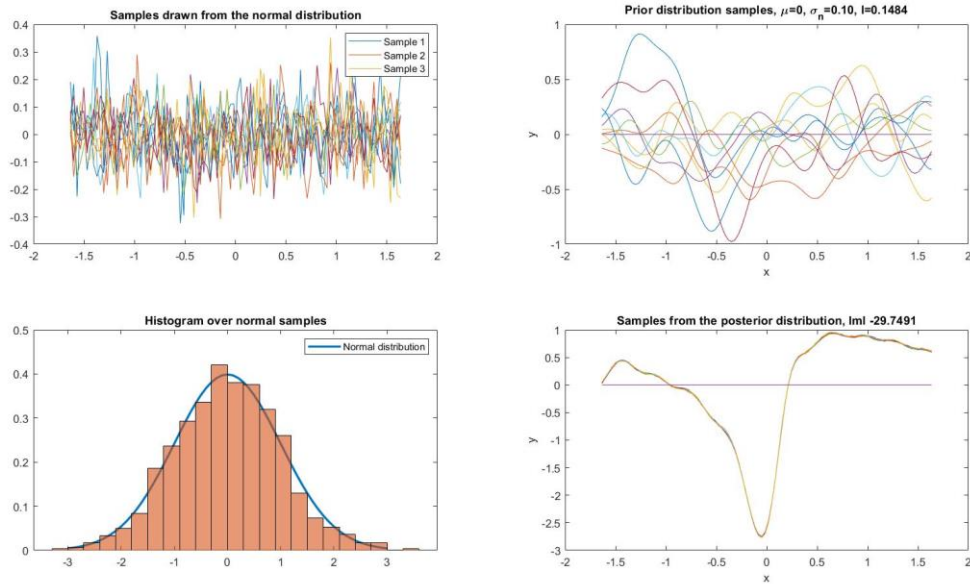 Samples drawn from the normal distribution
0.4
0.3
0.2
0.1
0
0.1
0.2
0.3
0.4
Sample 1
Sample 2
Sample 3
-2 -1.5 -1 -0.5 0 0.5 1 1.5 2
Prior distribution samples, μ=0, σ_n=0.10, l=0.1484
1
0.5
0
-0.5
-1
y
-2 -1.5 -1 -0.5 0 0.5 1 1.5 2
x
Histogram over normal samples
0.5
0.4
0.3
0.2
0.1
0
Normal distribution
-3 -2 -1 0 1 2 3
Samples from the posterior distribution, lml -29.7491
1
0.5
0
-0.5
-1
-1.5
-2
-2.5
-3
y
-2 -1.5 -1 -0.5 0 0.5 1 1.5 2
x